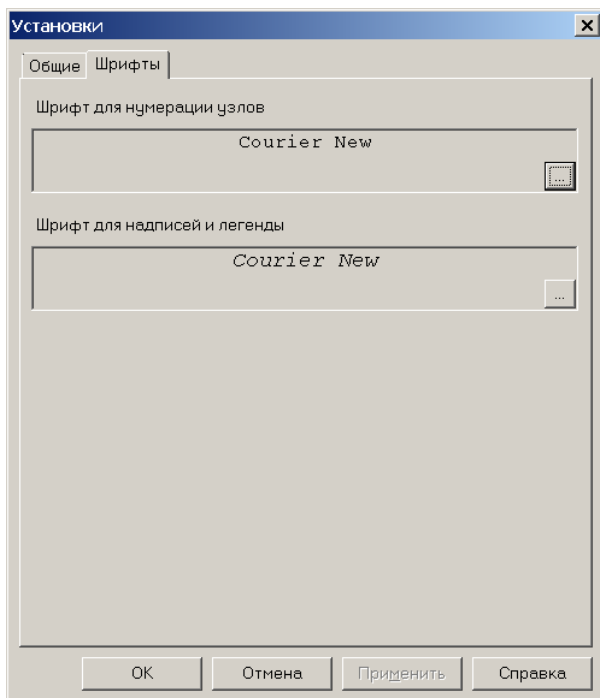 Установки
Общие Шрифты
Шрифт для нумерации узлов
Courier New
...
Шрифт для надписей и легенды
Courier New
...
OK Отмена Применить Справка